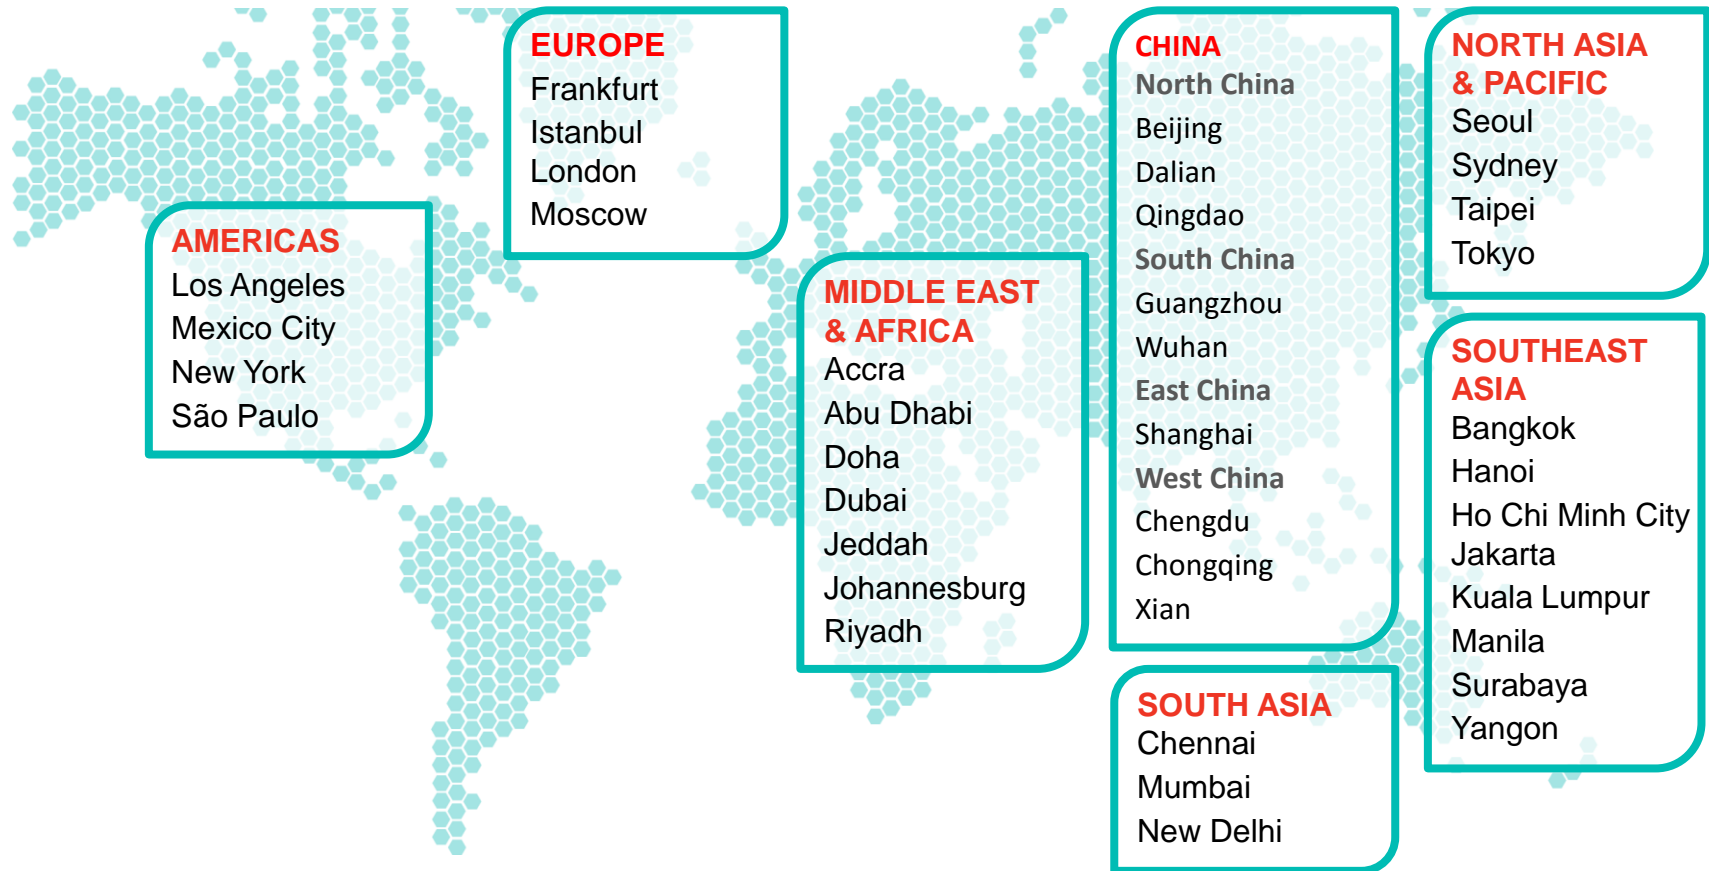 EUROPE
Frankfurt
Istanbul
London
Moscow
AMERICAS
Los Angeles
Mexico City
New York
São Paulo
MIDDLE EAST
& AFRICA
Accra
Abu Dhabi
Doha
Dubai
Jeddah
Johannesburg
Riyadh
CHINA
North China
Beijing
Dalian
Qingdao
South China
Guangzhou
Wuhan
East China
Shanghai
West China
Chengdu
Chongqing
Xian
SOUTH ASIA
Chennai
Mumbai
New Delhi
NORTH ASIA
& PACIFIC
Seoul
Sydney
Taipei
Tokyo
SOUTHEAST
ASIA
Bangkok
Hanoi
Ho Chi Minh City
Jakarta
Kuala Lumpur
Manila
Surabaya
Yangon